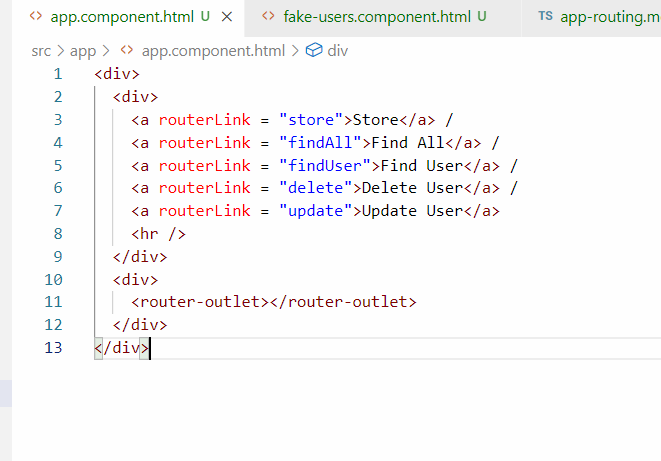 <> app.component.html U × <> fake-users.component.html U TS app-routing.m
src > app > <> app.component.html > div
1 <div>
2 <div>
3 <a routerLink = "store">Store</a> /
4 <a routerLink = "findAll">Find All</a> /
5 <a routerLink = "findUser">Find User</a> /
6 <a routerLink = "delete">Delete User</a> /
7 <a routerLink = "update">Update User</a>
8 <hr />
9 </div>
10 <div>
11 <router-outlet></router-outlet>
12 </div>
13 </div>